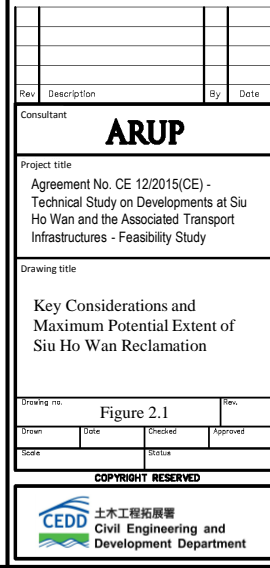 Rev Description By Date
Consultant
ARUP
Project title
Agreement No. CE 12/2015(CE) -
Technical Study on Developments at Siu
Ho Wan and the Associated Transport
Infrastructures - Feasibility Study
Drawing title
Key Considerations and
Maximum Potential Extent of
Siu Ho Wan Reclamation
Drawing no. Rev.
Figure 2.1
Drawn Date Checked Approved
Scale Status
COPYRIGHT RESERVED
CEDD 土木工程拓展署
Civil Engineering and
Development Department